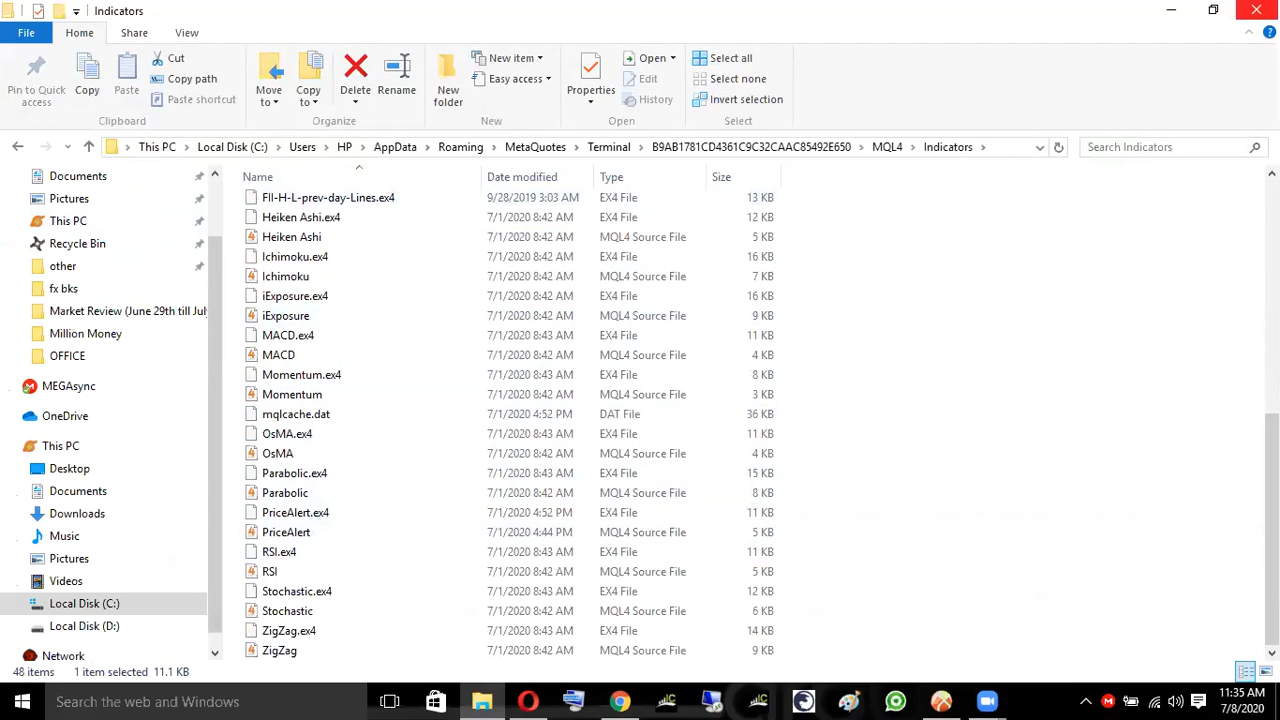 Indicators
File Home Share View
Pin to Quick access
Copy
Paste
Cut
Copy path
Paste shortcut
Clipboard
Move to
Copy to
Delete
Rename
Organize
New folder
New item
Easy access
New
Properties
Open
Edit
History
Open
Select all
Select none
Invert selection
Select
This PC Local Disk (C:) Users HP AppData Roaming MetaQuotes Terminal B9AB1781CD4361C9C32CAAC85492E650 MQL4 Indicators
Search Indicators
Documents
Pictures
This PC
Recycle Bin
other
fx bks
Market Review (June 29th till July
Million Money
OFFICE
MEGAsync
OneDrive
This PC
Desktop
Documents
Downloads
Music
Pictures
Videos
Local Disk (C:)
Local Disk (D:)
Network
Name Date modified Type Size
FII-H-L-prev-day-Lines.ex4 9/28/2019 3:03 AM EX4 File 13 KB
Heiken Ashi.ex4 7/1/2020 8:42 AM EX4 File 12 KB
Heiken Ashi 7/1/2020 8:42 AM MQL4 Source File 5 KB
Ichimoku.ex4 7/1/2020 8:42 AM EX4 File 16 KB
Ichimoku 7/1/2020 8:42 AM MQL4 Source File 7 KB
iExposure.ex4 7/1/2020 8:42 AM EX4 File 16 KB
iExposure 7/1/2020 8:42 AM MQL4 Source File 9 KB
MACD.ex4 7/1/2020 8:43 AM EX4 File 11 KB
MACD 7/1/2020 8:42 AM MQL4 Source File 4 KB
Momentum.ex4 7/1/2020 8:43 AM EX4 File 8 KB
Momentum 7/1/2020 8:42 AM MQL4 Source File 3 KB
mqlcache.dat 7/1/2020 4:52 PM DAT File 36 KB
OsMA.ex4 7/1/2020 8:43 AM EX4 File 11 KB
OsMA 7/1/2020 8:42 AM MQL4 Source File 4 KB
Parabolic.ex4 7/1/2020 8:43 AM EX4 File 15 KB
Parabolic 7/1/2020 8:42 AM MQL4 Source File 8 KB
PriceAlert.ex4 7/1/2020 4:52 PM EX4 File 11 KB
PriceAlert 7/1/2020 4:44 PM MQL4 Source File 5 KB
RSI.ex4 7/1/2020 8:43 AM EX4 File 11 KB
RSI 7/1/2020 8:42 AM MQL4 Source File 5 KB
Stochastic.ex4 7/1/2020 8:43 AM EX4 File 12 KB
Stochastic 7/1/2020 8:42 AM MQL4 Source File 6 KB
ZigZag.ex4 7/1/2020 8:43 AM EX4 File 14 KB
ZigZag 7/1/2020 8:42 AM MQL4 Source File 9 KB
48 items 1 item selected 11.1 KB
Search the web and Windows
11:35 AM
7/8/2020